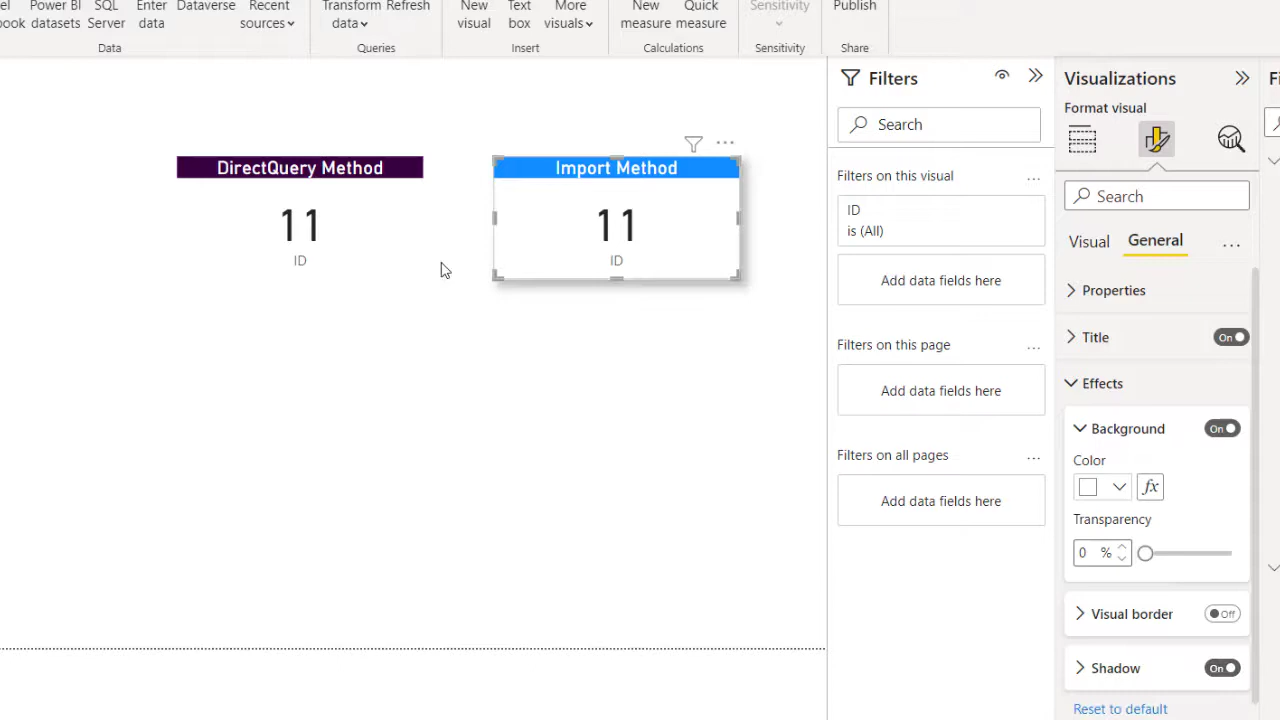 Power BI datasets
SQL Server
Enter data
Dataverse
Recent sources
Transform data
Refresh
New visual
Text box
More visuals
New measure
Quick measure
Sensitivity
Publish
Data
Queries
Insert
Calculations
Sensitivity
Share
DirectQuery Method
11
ID
Import Method
11
ID
Filters
Search
Filters on this visual
...
ID
is (All)
Add data fields here
Filters on this page
...
Add data fields here
Filters on all pages
...
Add data fields here
Visualizations
Format visual
Search
Visual
General
...
Properties
Title
On
Effects
Background
On
Color
fx
Transparency
0 %
Visual border
Off
Shadow
On
Reset to default